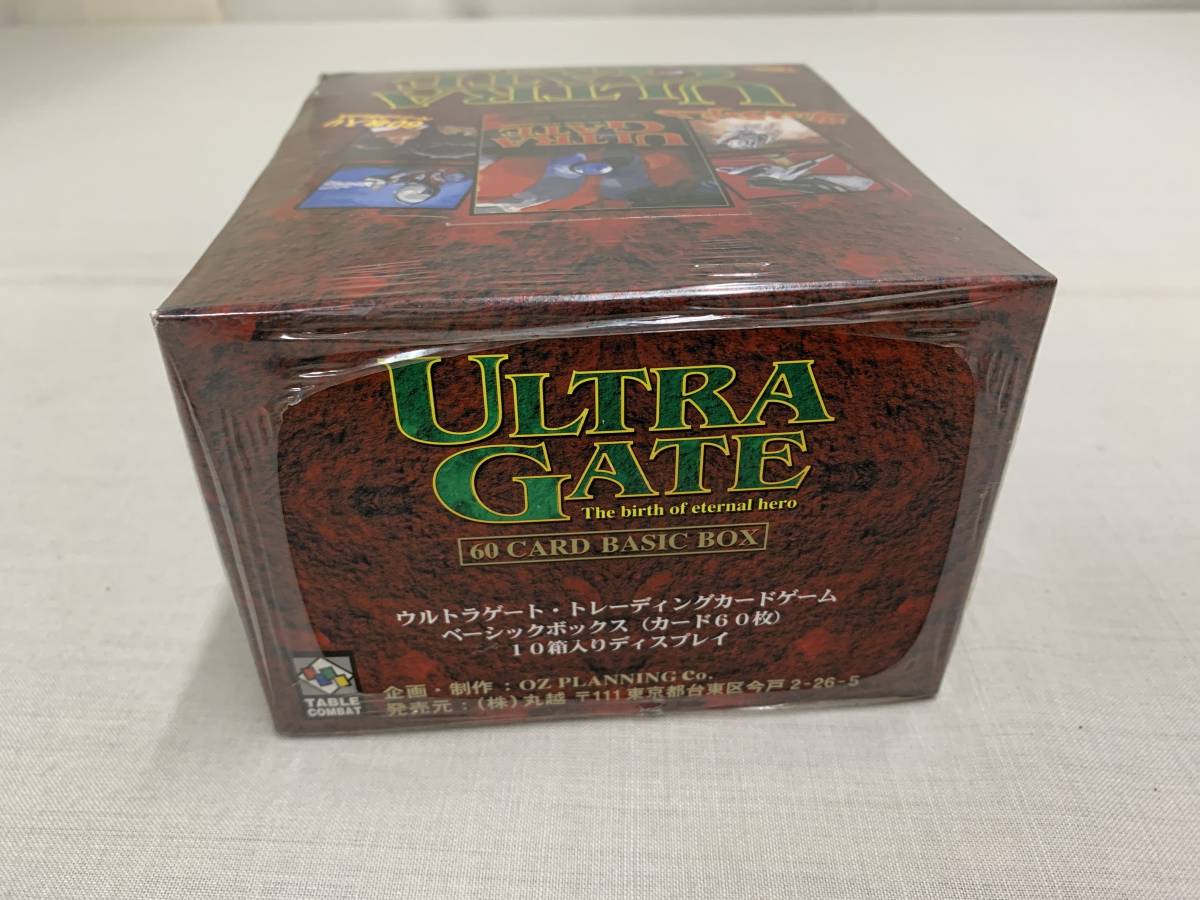 ULTRA
GATE
ULTRA
GATE
ULTRA
GATE
The birth of eternal hero
60 CARD BASIC BOX
ウルトラゲート・トレーディングカードゲーム
ベーシックボックス（カード６０枚）
１０箱入りディスプレイ
TABLE
COMBAT
企画・制作：OZ PLANNING Co.
発売元：(株)丸越 〒111 東京都台東区今戸 2-26-5